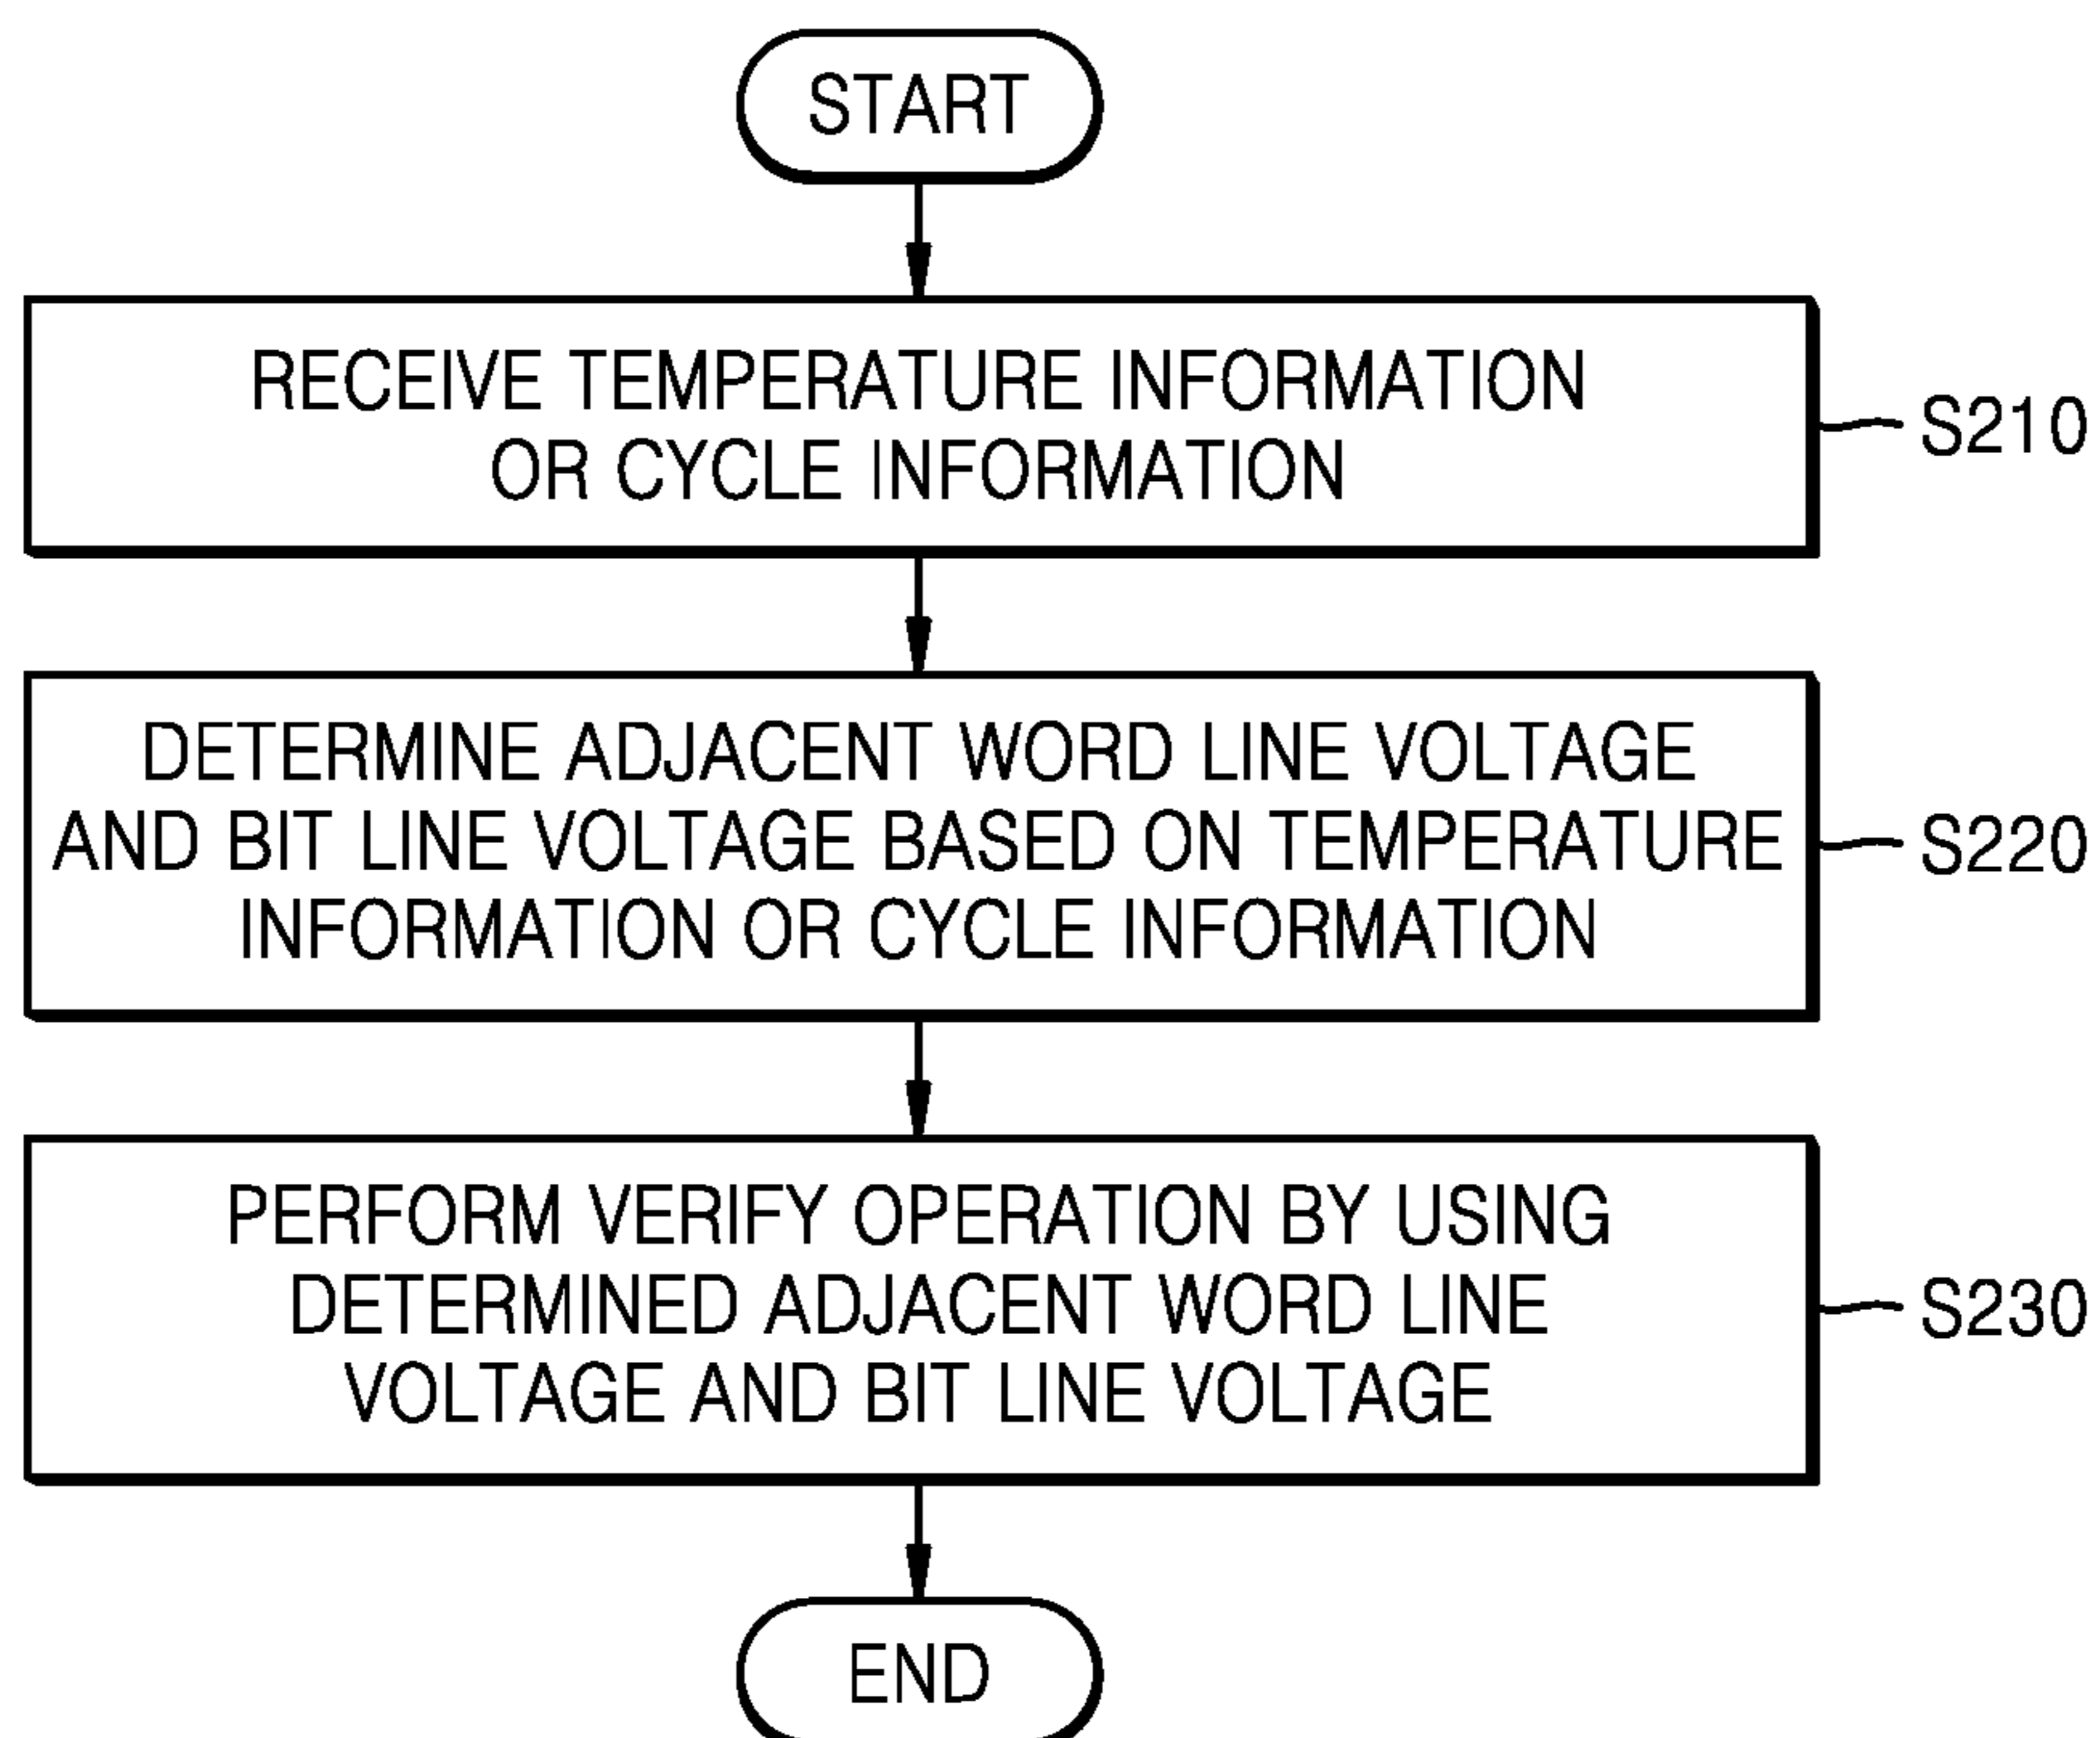 START
RECEIVE TEMPERATURE INFORMATION
OR CYCLE INFORMATION
S210
DETERMINE ADJACENT WORD LINE VOLTAGE
AND BIT LINE VOLTAGE BASED ON TEMPERATURE
INFORMATION OR CYCLE INFORMATION
S220
PERFORM VERIFY OPERATION BY USING
DETERMINED ADJACENT WORD LINE
VOLTAGE AND BIT LINE VOLTAGE
S230
END